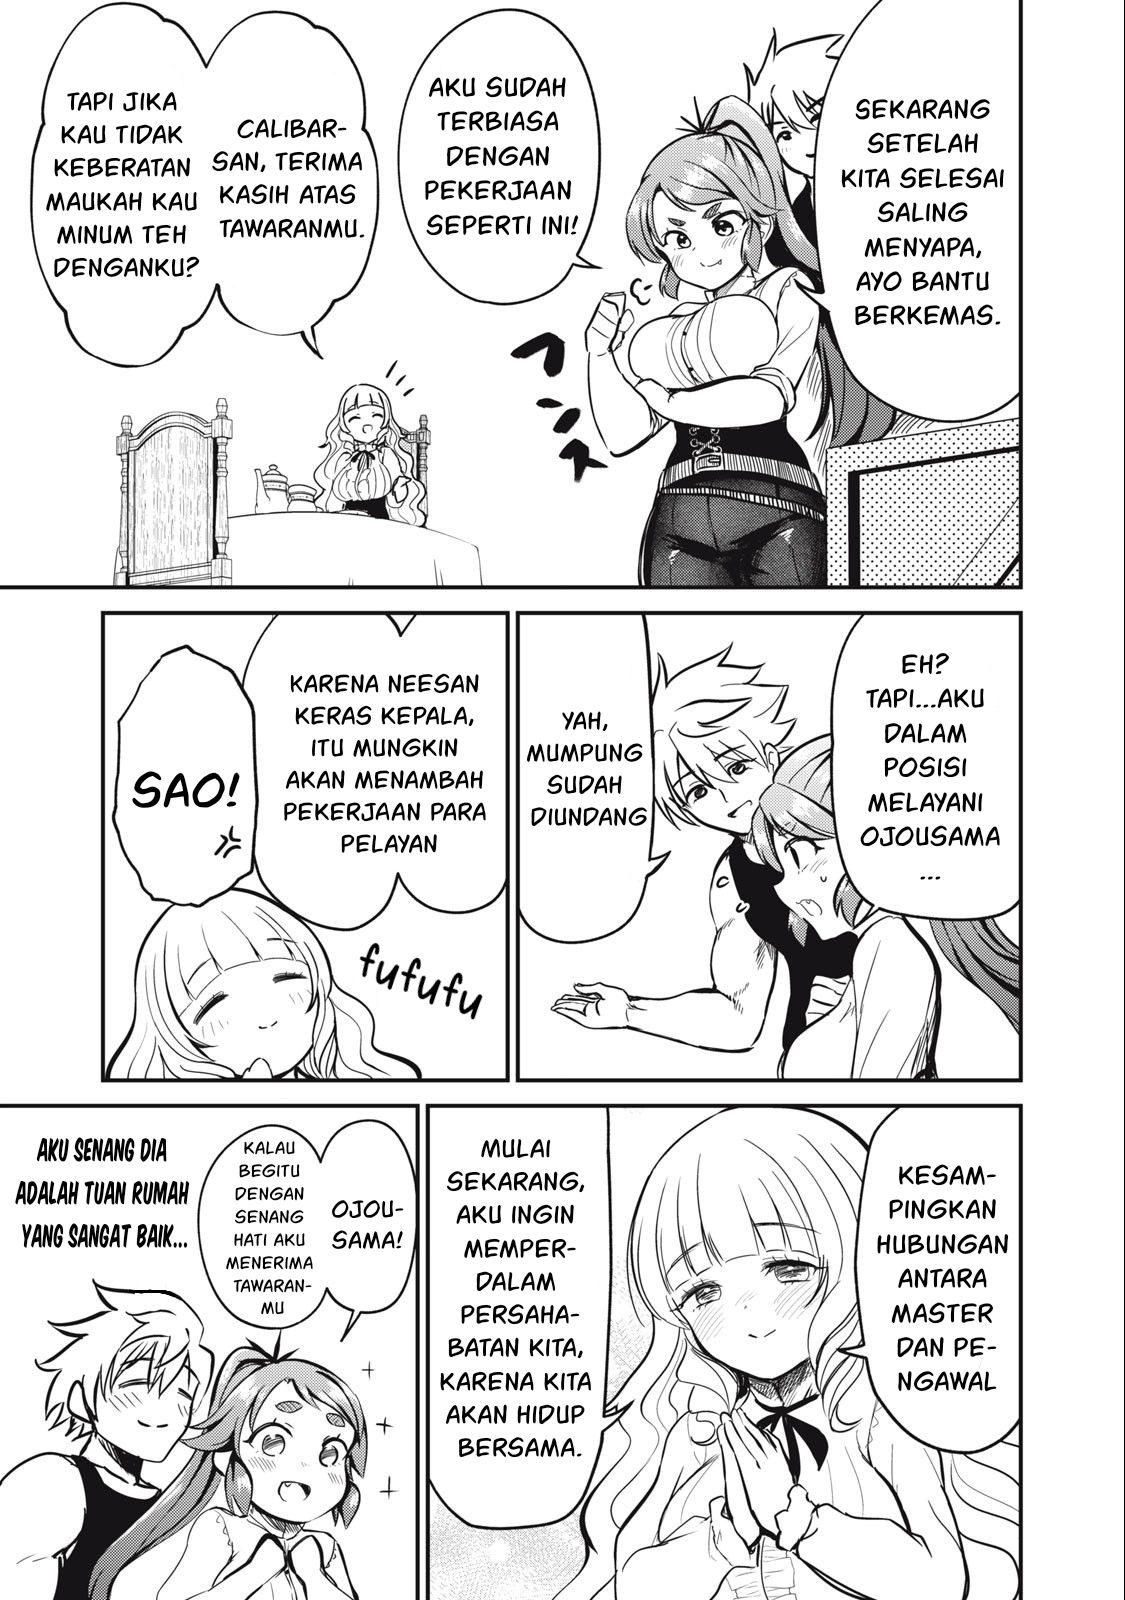 SEKARANG
SETELAH
KITA SELESAI
SALING
MENYAPA,
AYO BANTU
BERKEMAS.
AKU SUDAH
TERBIASA
DENGAN
PEKERJAAN
SEPERTI INI!
フンス
CALIBAR-
SAN, TERIMA
KASIH ATAS
TAWARANMU.
TAPI JIKA
KAU TIDAK
KEBERATAN
MAUKAH KAU
MINUM TEH
DENGANKU?
EH?
TAPI...AKU
DALAM
POSISI
MELAYANI
OJOUSAMA
...
YAH,
MUMPUNG
SUDAH
DIUNDANG
KARENA NEESAN
KERAS KEPALA,
ITU MUNGKIN
AKAN MENAMBAH
PEKERJAAN PARA
PELAYAN
SAO!
fufufufu
KESAM-
PINGKAN
HUBUNGAN
ANTARA
MASTER
DAN PE-
NGAWAL
MULAI
SEKARANG,
AKU INGIN
MEMPER-
DALAM
PERSAHA-
BATAN KITA,
KARENA KITA
AKAN HIDUP
BERSAMA.
OJOU-
SAMA!
KALAU
BEGITU
DENGAN
SENANG
HATI AKU
MENERIMA
TAWARAN-
MU
AKU SENANG DIA
ADALAH TUAN RUMAH
YANG SANGAT BAIK...